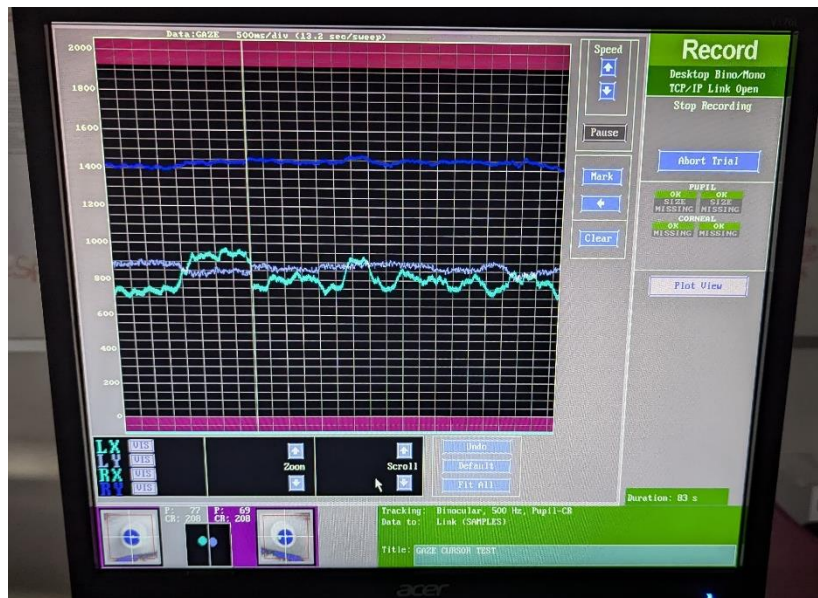 Data:GAZE 500ms/div (13.2 sec/sweep)
2000
1800
1600
1400
1200
1000
800
600
400
200
0
Speed
Pause
Mark
Clear
Record
Desktop Bino/Mono
TCP/IP Link Open
Stop Recording
Abort Trial
PUPIL
OK OK
SIZE SIZE
MISSING MISSING
CORNEAL
OK OK
MISSING MISSING
Plot View
LX VIS
LY VIS
RX VIS
RY VIS
Zoom
Scroll
Undo
Default
Fit All
Duration: 83 s
P: 77 P: 69
CR: 208 CR: 208
Tracking: Binocular, 500 Hz, Pupil-CR
Data to: Link (SAMPLES)
Title: GAZE CURSOR TEST
acer